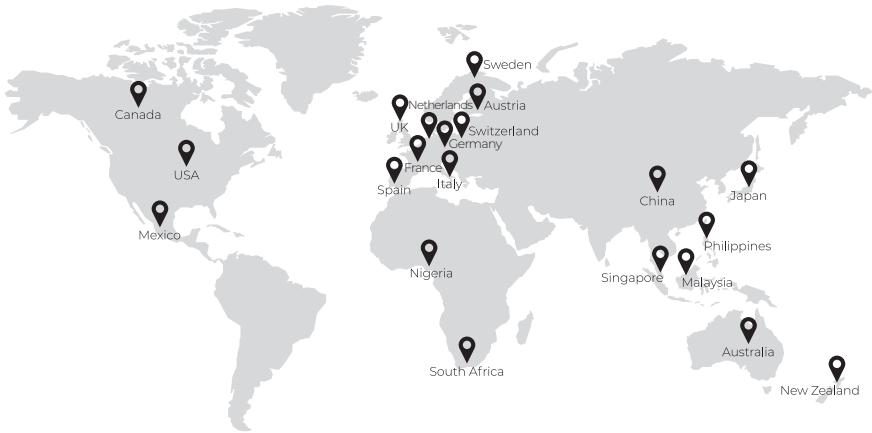 Sweden
Netherlands
Austria
Canada
UK
Switzerland
Germany
USA
France
Italy
Spain
China
Japan
Mexico
Philippines
Nigeria
Singapore
Malaysia
Australia
South Africa
New Zealand